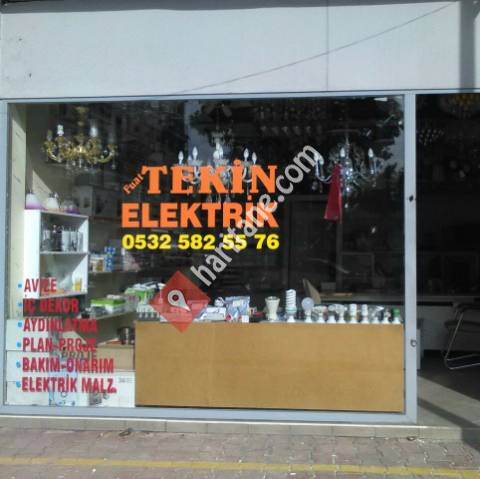 Fuat TEKİN
ELEKTRİK
0532 582 55 76
haritane.com
•AVİZE
•İÇ DEKOR
•AYDINLATMA
•PLAN-PROJE
•BAKIM-ONARIM
•ELEKTRİK MALZ.
PROJE